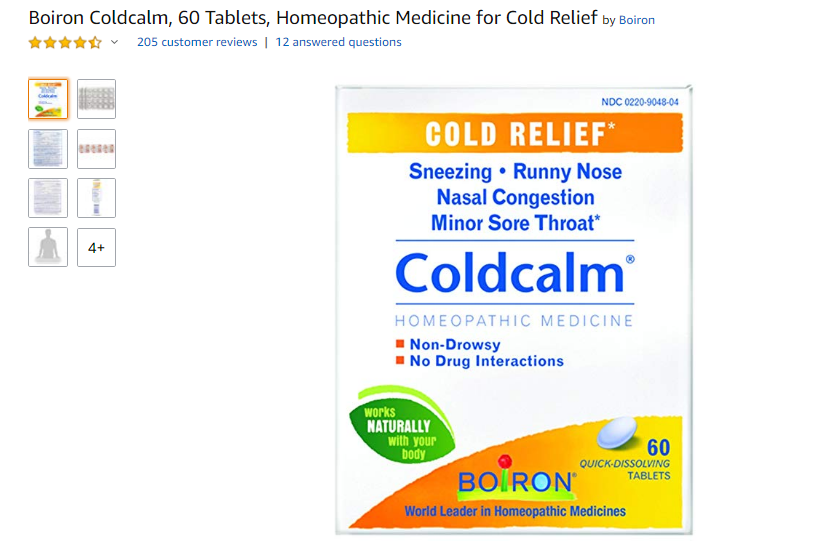 Boiron Coldcalm, 60 Tablets, Homeopathic Medicine for Cold Relief by Boiron
205 customer reviews | 12 answered questions
4+
NDC 0220-9048-04
COLD RELIEF*
Sneezing • Runny Nose
Nasal Congestion
Minor Sore Throat*
Coldcalm®
HOMEOPATHIC MEDICINE
Non-Drowsy
No Drug Interactions
works
NATURALLY
with your
body
60
QUICK-DISSOLVING
TABLETS
BOIRON®
World Leader in Homeopathic Medicines